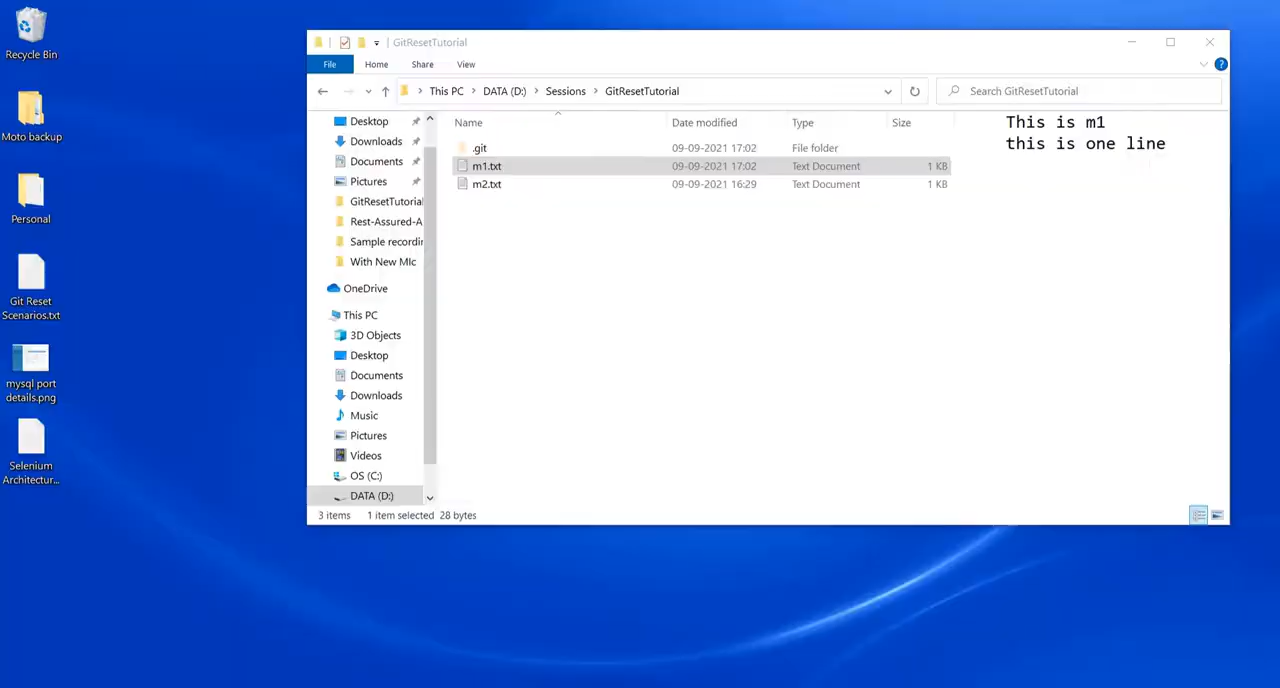 Recycle Bin
Moto backup
Personal
Git Reset
Scenarios.txt
mysql port
details.png
Selenium
Architectur...
GitResetTutorial
File Home Share View
This PC DATA (D:) Sessions GitResetTutorial
Search GitResetTutorial
Desktop
Downloads
Documents
Pictures
GitResetTutorial
Rest-Assured-A
Sample recordin
With New MIc
OneDrive
This PC
3D Objects
Desktop
Documents
Downloads
Music
Pictures
Videos
OS (C:)
DATA (D:)
Name Date modified Type Size
.git 09-09-2021 17:02 File folder
m1.txt 09-09-2021 17:02 Text Document 1 KB
m2.txt 09-09-2021 16:29 Text Document 1 KB
This is m1
this is one line
3 items 1 item selected 28 bytes